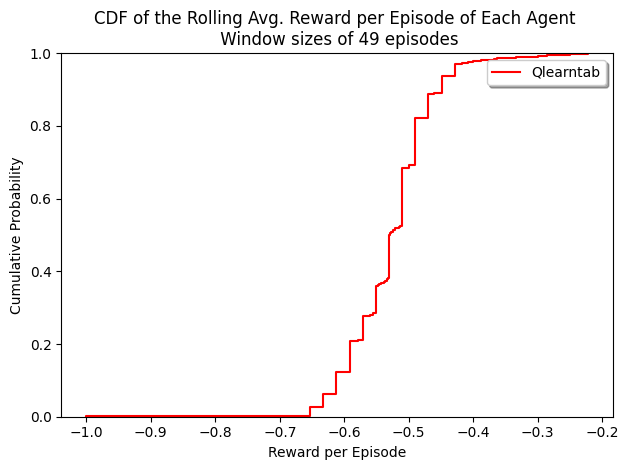 CDF of the Rolling Avg. Reward per Episode of Each Agent
Window sizes of 49 episodes
Qlearntab
Cumulative Probability
1.0
0.8
0.6
0.4
0.2
0.0
−1.0 −0.9 −0.8 −0.7 −0.6 −0.5 −0.4 −0.3 −0.2
Reward per Episode